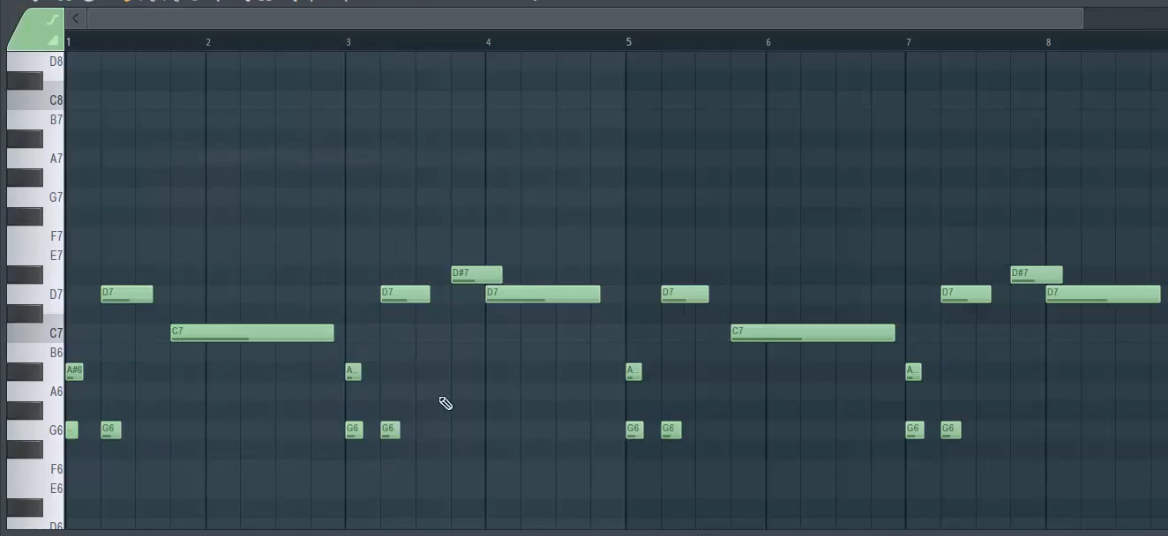 1 2 3 4 5 6 7 8
D8
C8
B7
A7
G7
F7
E7
D#7 D#7
D7 D7 D7 D7 D7 D7 D7
C7 C7 C7
B6
A#6 A.. A.. A..
A6
G6 G6 G6 G6 G6 G6 G6 G6
F6
E6
D6